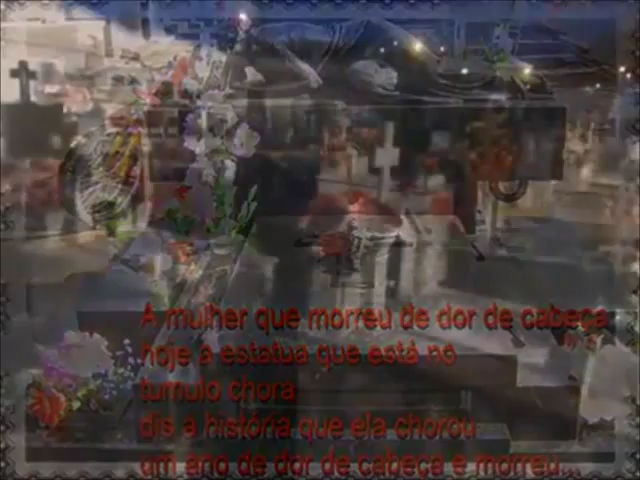 A mulher que morreu de dor de cabeça
hoje a estatua que está no
tumulo chora
dis a história que ela chorou
um ano de dor de cabeça e morreu...